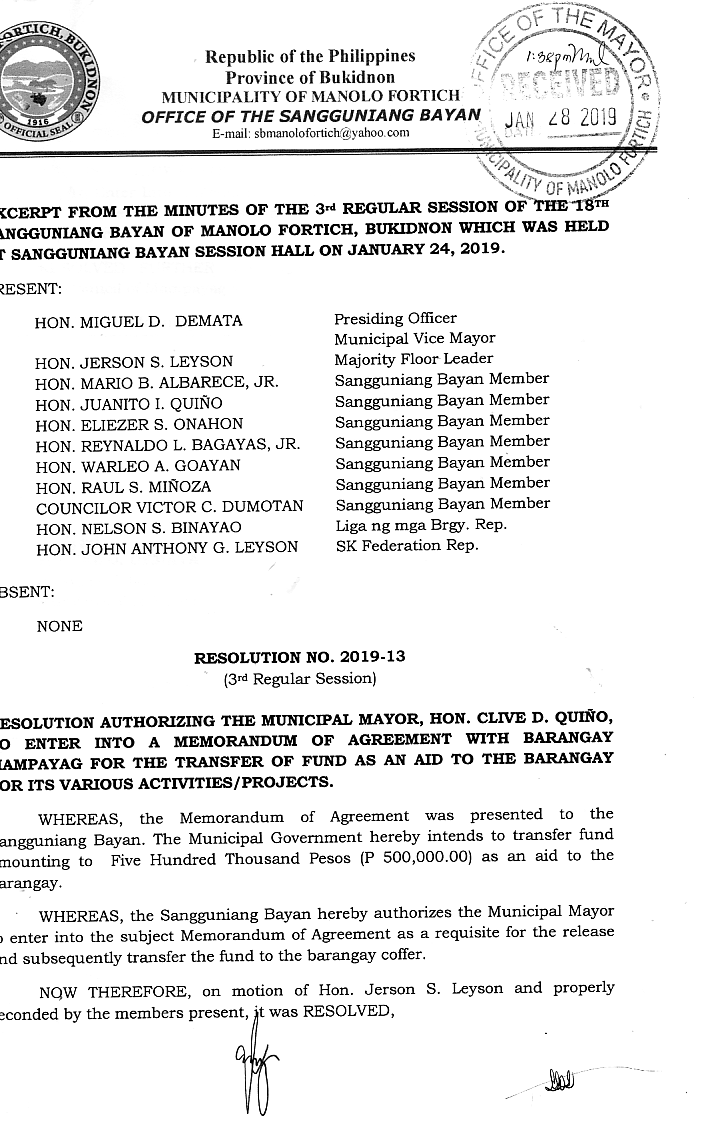 FORTICH, BUKIDNON
1916
OFFICIAL SEAL
Republic of the Philippines
Province of Bukidnon
MUNICIPALITY OF MANOLO FORTICH
OFFICE OF THE SANGGUNIANG BAYAN
E-mail: sbmanolofortich@yahoo.com
OFFICE OF THE MAYOR
1:38pm
RECEIVED
JAN 28 2019
MUNICIPALITY OF MANOLO FORTICH
XCERPT FROM THE MINUTES OF THE 3rd REGULAR SESSION OF THE 18TH
ANGGUNIANG BAYAN OF MANOLO FORTICH, BUKIDNON WHICH WAS HELD
T SANGGUNIANG BAYAN SESSION HALL ON JANUARY 24, 2019.
RESENT:
HON. MIGUEL D. DEMATA Presiding Officer
Municipal Vice Mayor
HON. JERSON S. LEYSON Majority Floor Leader
HON. MARIO B. ALBARECE, JR. Sangguniang Bayan Member
HON. JUANITO I. QUIÑO Sangguniang Bayan Member
HON. ELIEZER S. ONAHON Sangguniang Bayan Member
HON. REYNALDO L. BAGAYAS, JR. Sangguniang Bayan Member
HON. WARLEO A. GOAYAN Sangguniang Bayan Member
HON. RAUL S. MIÑOZA Sangguniang Bayan Member
COUNCILOR VICTOR C. DUMOTAN Sangguniang Bayan Member
HON. NELSON S. BINAYAO Liga ng mga Brgy. Rep.
HON. JOHN ANTHONY G. LEYSON SK Federation Rep.
BSENT:
NONE
RESOLUTION NO. 2019-13
(3rd Regular Session)
ESOLUTION AUTHORIZING THE MUNICIPAL MAYOR, HON. CLIVE D. QUIÑO,
O ENTER INTO A MEMORANDUM OF AGREEMENT WITH BARANGAY
AMPAYAG FOR THE TRANSFER OF FUND AS AN AID TO THE BARANGAY
OR ITS VARIOUS ACTIVITIES/PROJECTS.
WHEREAS, the Memorandum of Agreement was presented to the
angguniang Bayan. The Municipal Government hereby intends to transfer fund
mounting to Five Hundred Thousand Pesos (P 500,000.00) as an aid to the
arangay.
WHEREAS, the Sangguniang Bayan hereby authorizes the Municipal Mayor
o enter into the subject Memorandum of Agreement as a requisite for the release
nd subsequently transfer the fund to the barangay coffer.
NOW THEREFORE, on motion of Hon. Jerson S. Leyson and properly
econded by the members present, it was RESOLVED,